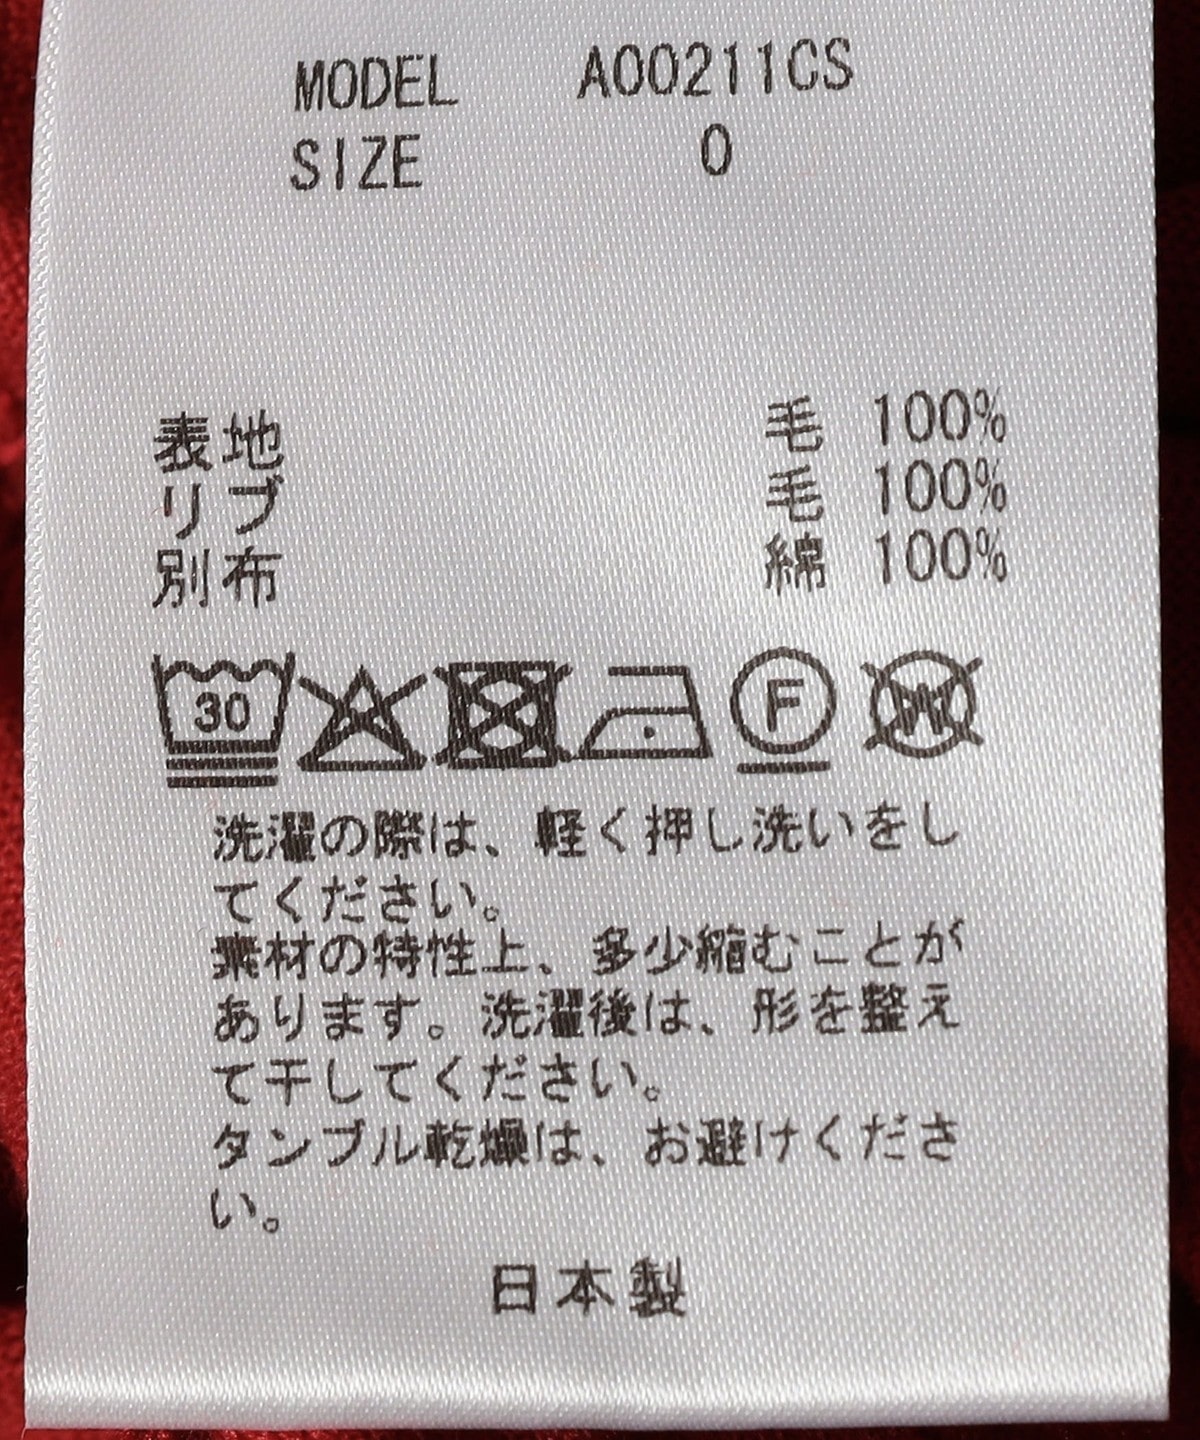 MODEL A00211CS
SIZE 0
表地 毛 100%
リブ 毛 100%
別布 綿 100%
30 F W
洗濯の際は、軽く押し洗いをし
てください。
素材の特性上、多少縮むことが
あります。洗濯後は、形を整え
て干してください。
タンブル乾燥は、お避けくださ
い。
日本製